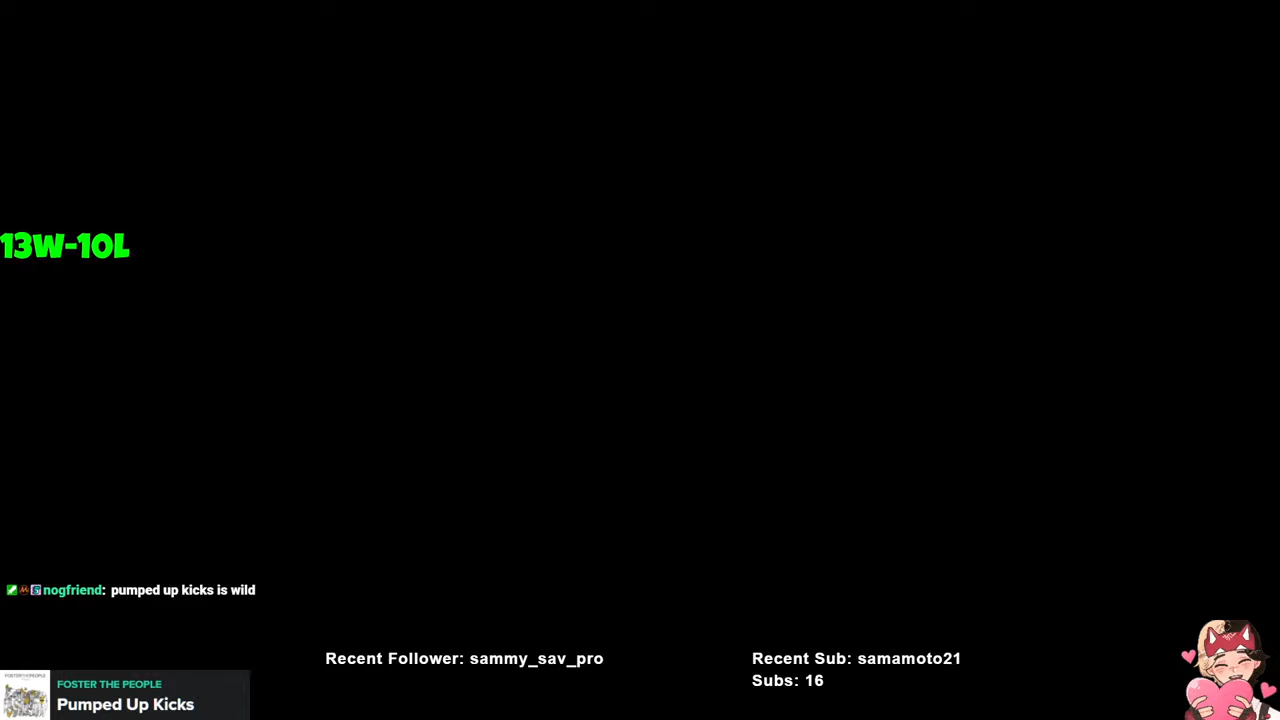 13W-10L
nogfriend: pumped up kicks is wild
Recent Follower: sammy_sav_pro
Recent Sub: samamoto21
Subs: 16
FOSTER THE PEOPLE
Pumped Up Kicks